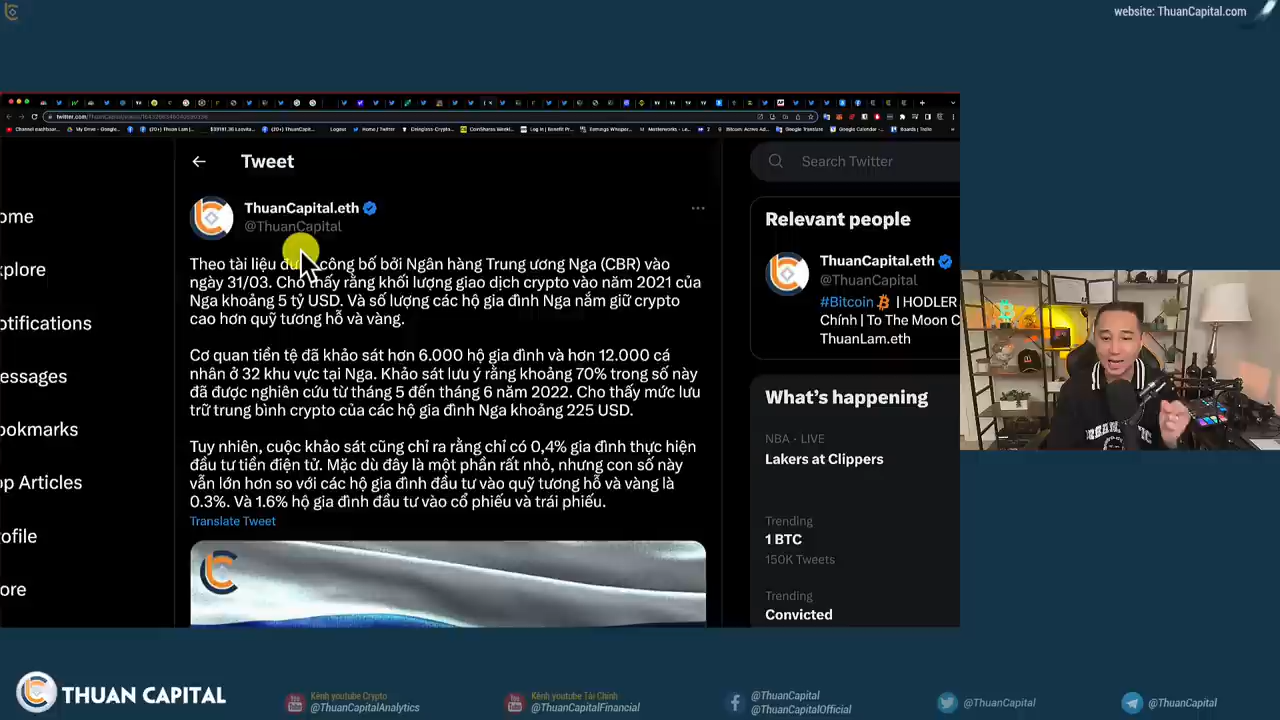 website: ThuanCapital.com
Tweet
Search Twitter
ThuanCapital.eth
@ThuanCapital
Theo tài liệu đư công bố bởi Ngân hàng Trung ương Nga (CBR) vào
ngày 31/03. Cho thấy rằng khối lượng giao dịch crypto vào năm 2021 của
Nga khoảng 5 tỷ USD. Và số lượng các hộ gia đình Nga nắm giữ crypto
cao hơn quỹ tương hỗ và vàng.
Cơ quan tiền tệ đã khảo sát hơn 6.000 hộ gia đình và hơn 12.000 cá
nhân ở 32 khu vực tại Nga. Khảo sát lưu ý rằng khoảng 70% trong số này
đã được nghiên cứu từ tháng 5 đến tháng 6 năm 2022. Cho thấy mức lưu
trữ trung bình crypto của các hộ gia đình Nga khoảng 225 USD.
Tuy nhiên, cuộc khảo sát cũng chỉ ra rằng chỉ có 0,4% gia đình thực hiện
đầu tư tiền điện tử. Mặc dù đây là một phần rất nhỏ, nhưng con số này
vẫn lớn hơn so với các hộ gia đình đầu tư vào quỹ tương hỗ và vàng là
0.3%. Và 1.6% hộ gia đình đầu tư vào cổ phiếu và trái phiếu.
Translate Tweet
ome
xplore
otifications
essages
ookmarks
op Articles
rofile
ore
Relevant people
ThuanCapital.eth
@ThuanCapital
#Bitcoin | HODLER
Chính | To The Moon C
ThuanLam.eth
What's happening
NBA · LIVE
Lakers at Clippers
Trending
1 BTC
150K Tweets
Trending
Convicted
THUAN CAPITAL
Kênh youtube Crypto
@ThuanCapitalAnalytics
Kênh youtube Tài Chính
@ThuanCapitalFinancial
@ThuanCapital
@ThuanCapitalOfficial
@ThuanCapital
@ThuanCapital